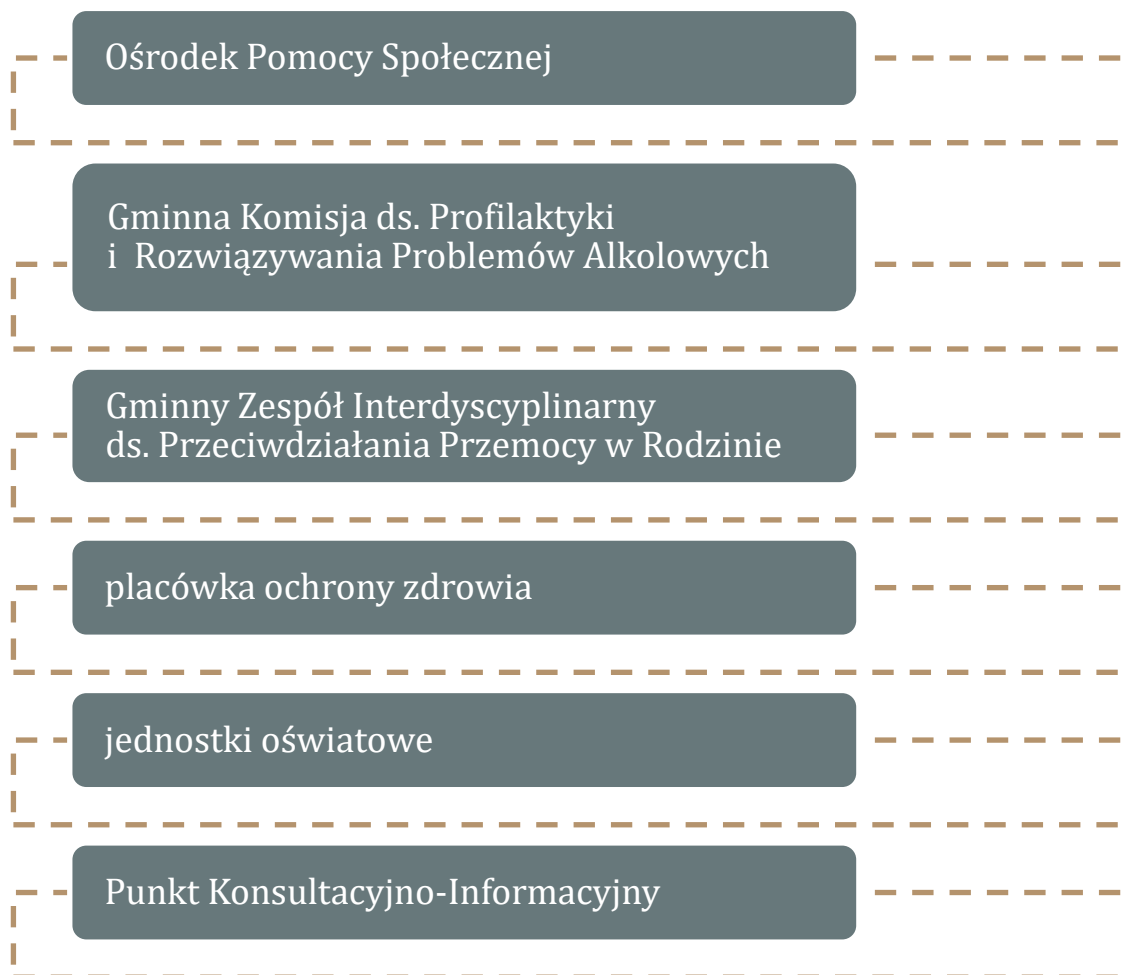 Ośrodek Pomocy Społecznej
Gminna Komisja ds. Profilaktyki
i  Rozwiązywania Problemów Alkolowych
Gminny Zespół Interdyscyplinarny
ds. Przeciwdziałania Przemocy w Rodzinie
placówka ochrony zdrowia
jednostki oświatowe
Punkt Konsultacyjno-Informacyjny